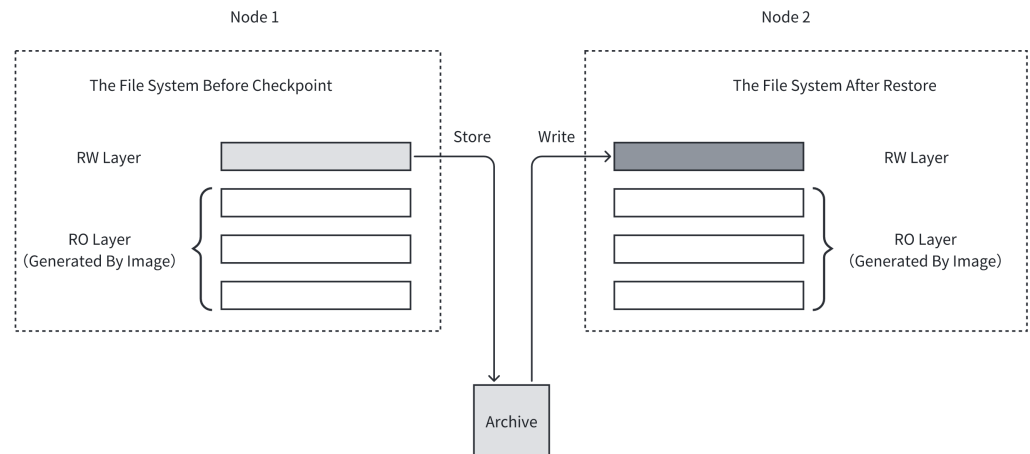 Node 1
Node 2
The File System Before Checkpoint
The File System After Restore
Store
Write
RW Layer
RW Layer
RO Layer
（Generated By Image）
RO Layer
（Generated By Image）
Archive